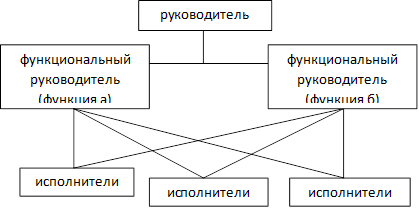 руководитель
функциональный
руководитель
(функция а)
функциональный
руководитель
(функция б)
исполнители
исполнители
исполнители